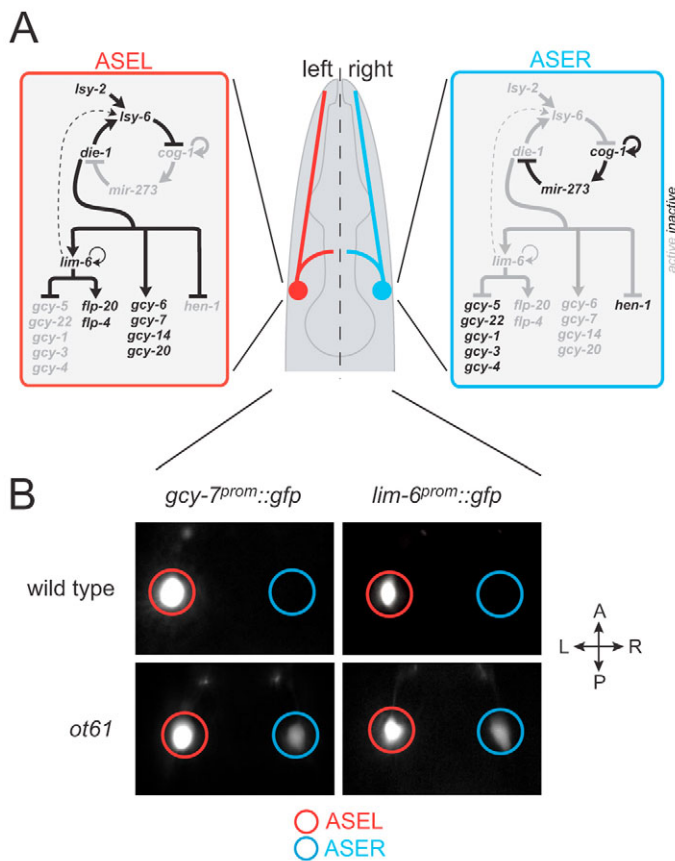 A
ASEL
lsy-2
lsy-6
die-1
cog-1
mir-273
lim-6
gcy-5
gcy-22
gcy-1
gcy-3
gcy-4
flp-20
flp-4
gcy-6
gcy-7
gcy-14
gcy-20
hen-1
left right
ASER
lsy-2
lsy-6
die-1
cog-1
mir-273
lim-6
gcy-5
gcy-22
gcy-1
gcy-3
gcy-4
flp-20
flp-4
gcy-6
gcy-7
gcy-14
gcy-20
hen-1
active inactive
B
gcy-7prom::gfp
lim-6prom::gfp
wild type
ot61
A
L R
P
ASEL
ASER